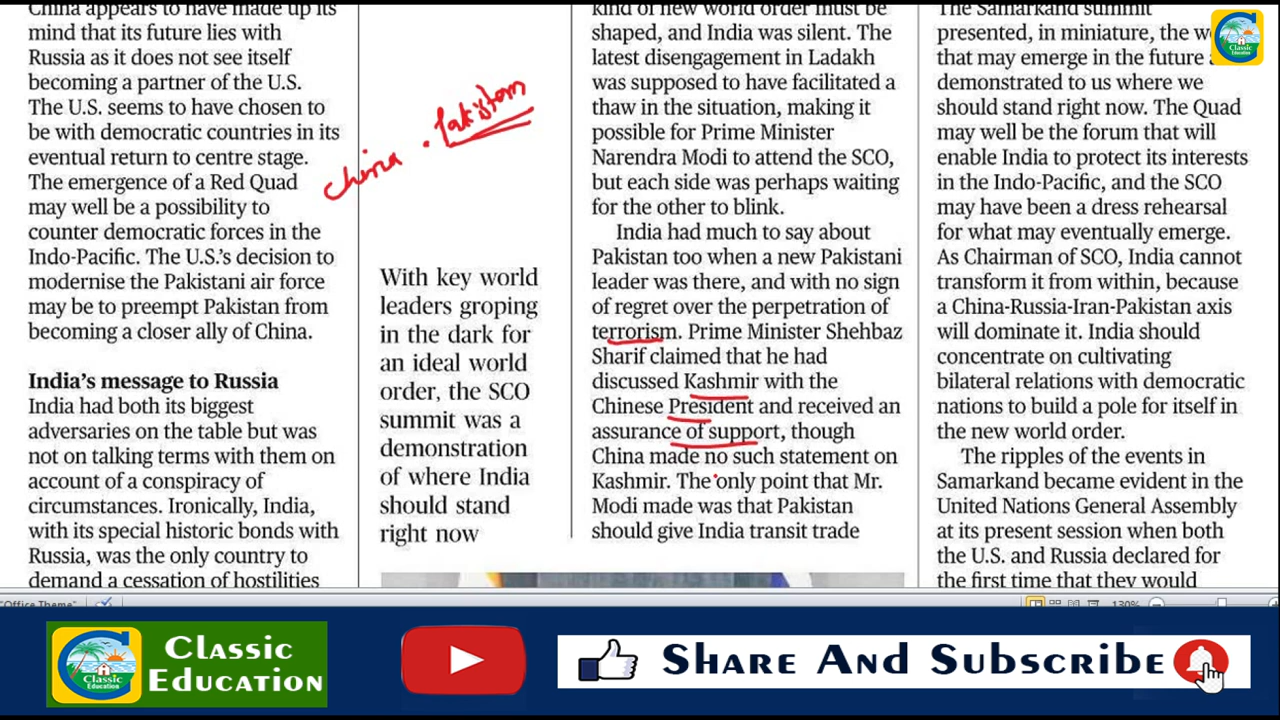 China appears to have made up its
mind that its future lies with
Russia as it does not see itself
becoming a partner of the U.S.
The U.S. seems to have chosen to
be with democratic countries in its
eventual return to centre stage.
The emergence of a Red Quad
may well be a possibility to
counter democratic forces in the
Indo-Pacific. The U.S.'s decision to
modernise the Pakistani air force
may be to preempt Pakistan from
becoming a closer ally of China.
India's message to Russia
India had both its biggest
adversaries on the table but was
not on talking terms with them on
account of a conspiracy of
circumstances. Ironically, India,
with its special historic bonds with
Russia, was the only country to
demand a cessation of hostilities
China . Pakistan
With key world
leaders groping
in the dark for
an ideal world
order, the SCO
summit was a
demonstration
of where India
should stand
right now
kind of new world order must be
shaped, and India was silent. The
latest disengagement in Ladakh
was supposed to have facilitated a
thaw in the situation, making it
possible for Prime Minister
Narendra Modi to attend the SCO,
but each side was perhaps waiting
for the other to blink.
India had much to say about
Pakistan too when a new Pakistani
leader was there, and with no sign
of regret over the perpetration of
terrorism. Prime Minister Shehbaz
Sharif claimed that he had
discussed Kashmir with the
Chinese President and received an
assurance of support, though
China made no such statement on
Kashmir. The only point that Mr.
Modi made was that Pakistan
should give India transit trade
The Samarkand summit
presented, in miniature, the
that may emerge in the future
demonstrated to us where we
should stand right now. The Quad
may well be the forum that will
enable India to protect its interests
in the Indo-Pacific, and the SCO
may have been a dress rehearsal
for what may eventually emerge.
As Chairman of SCO, India cannot
transform it from within, because
a China-Russia-Iran-Pakistan axis
will dominate it. India should
concentrate on cultivating
bilateral relations with democratic
nations to build a pole for itself in
the new world order.
The ripples of the events in
Samarkand became evident in the
United Nations General Assembly
at its present session when both
the U.S. and Russia declared for
the first time that they would
Classic
Education
"Office Theme"
130%
Classic
Education
Classic
Education
Share And Subscribe